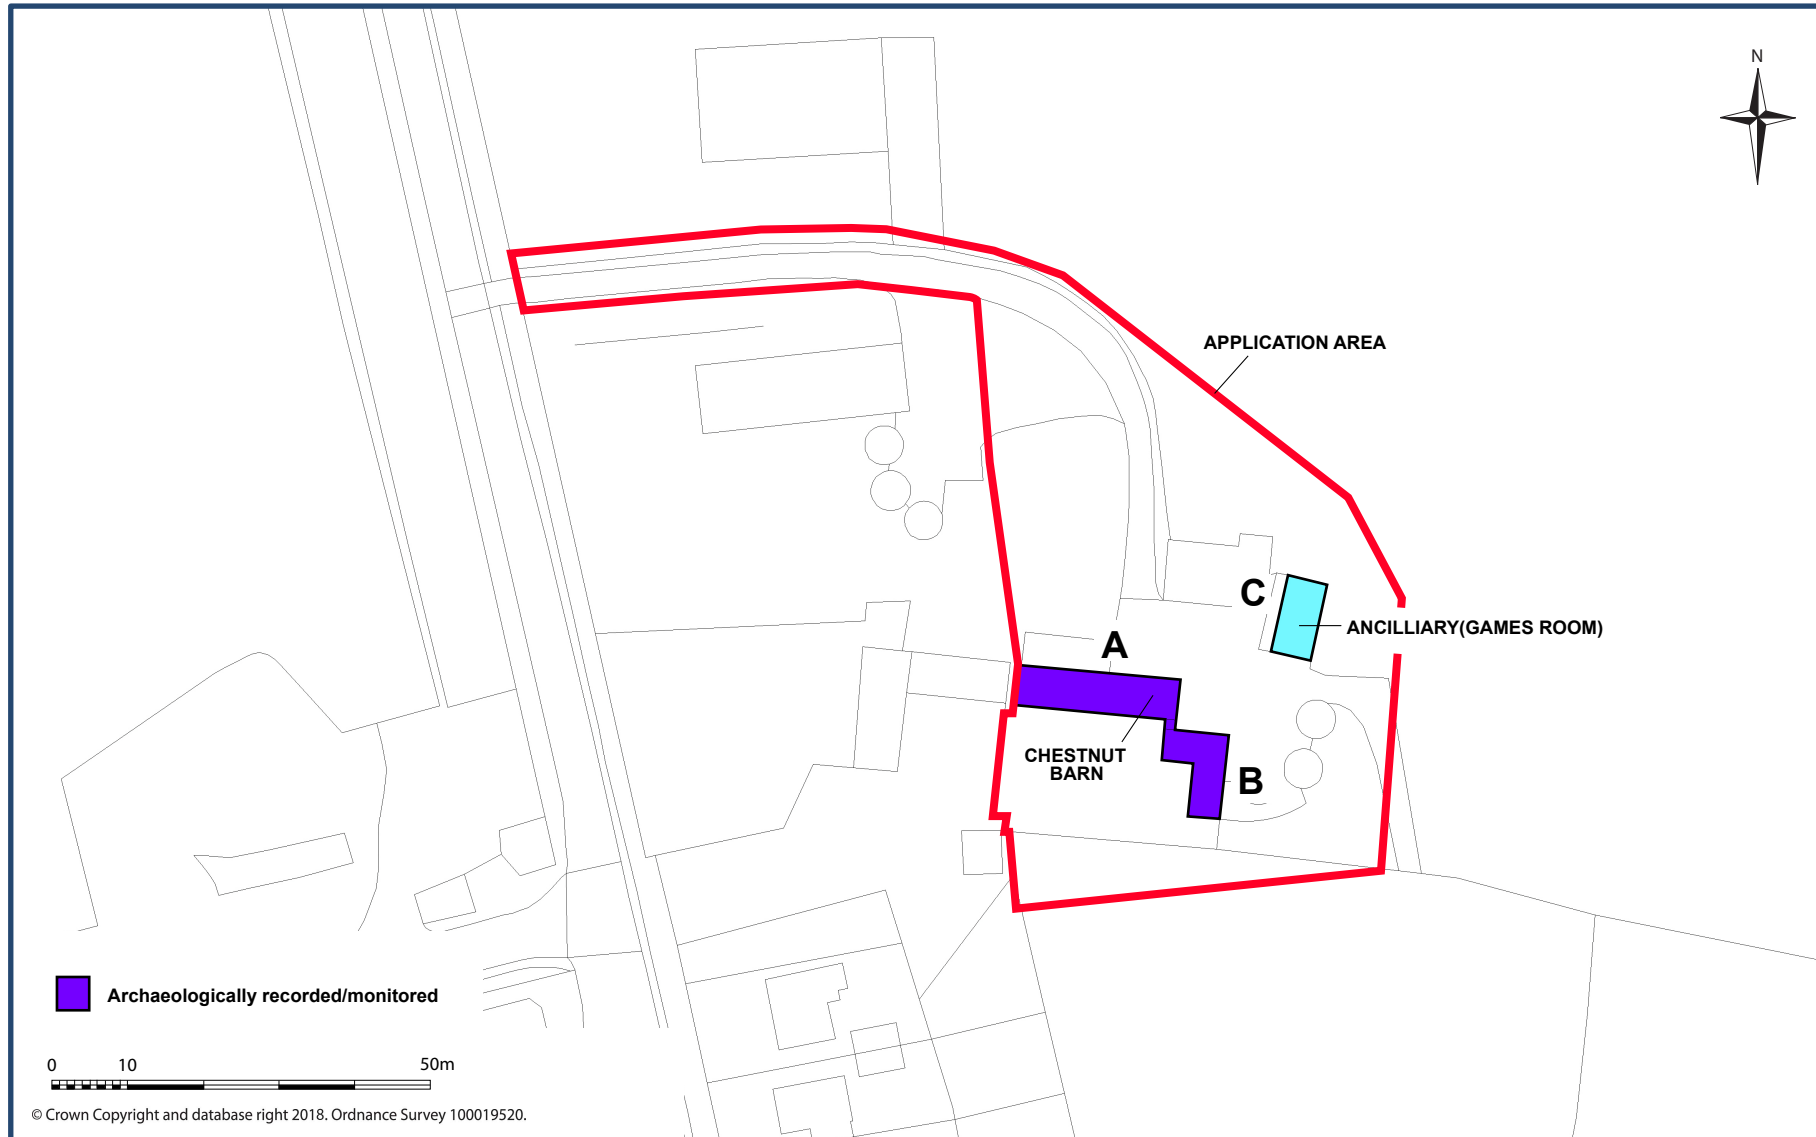 N
APPLICATION AREA
C
ANCILLIARY(GAMES ROOM)
A
CHESTNUT
BARN
B
Archaeologically recorded/monitored
0 10 50m
© Crown Copyright and database right 2018. Ordnance Survey 100019520.